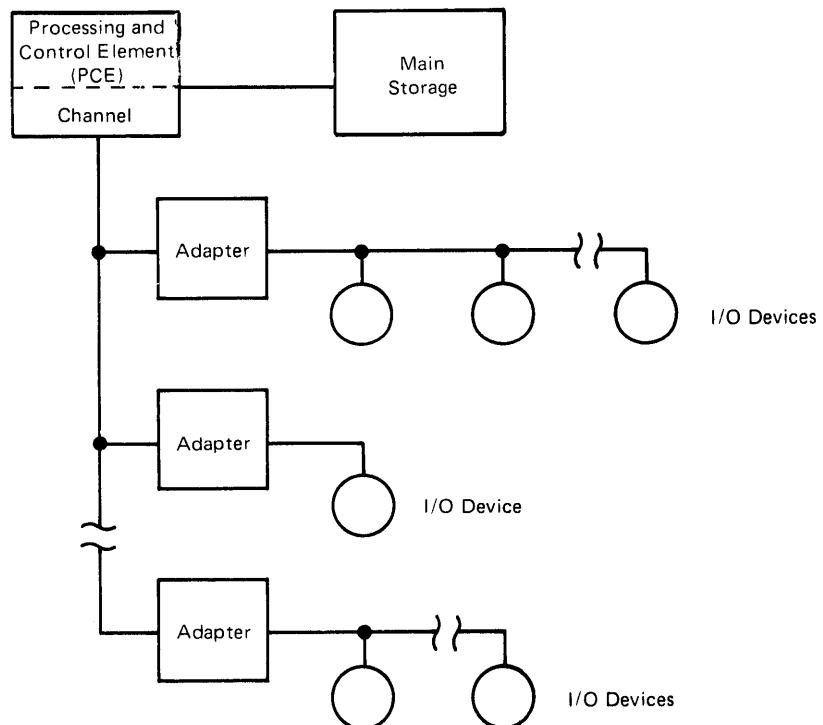 Processing and
Control Element
(PCE)
Channel
Main
Storage
Adapter
I/O Devices
Adapter
I/O Device
Adapter
I/O Devices